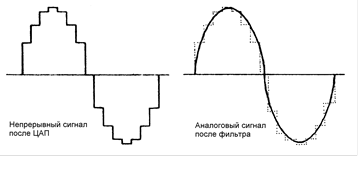 Непрерывный сигнал
после ЦАП
Аналоговый сигнал
после фильтра